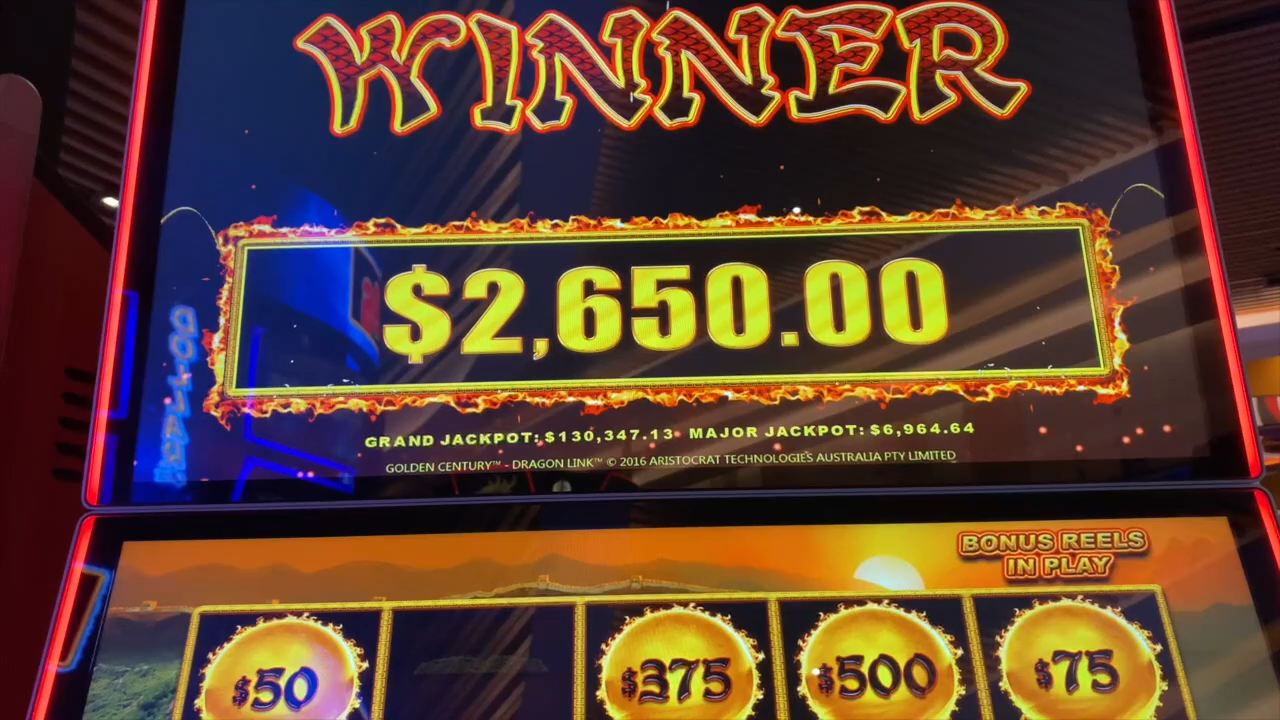 WINNER
$2,650.00
GRAND JACKPOT: $130,347.13 MAJOR JACKPOT: $6,964.64
GOLDEN CENTURY™ - DRAGON LINK™ © 2016 ARISTOCRAT TECHNOLOGIES AUSTRALIA PTY LIMITED
BONUS REELS
IN PLAY
$50 $375 $500 $75